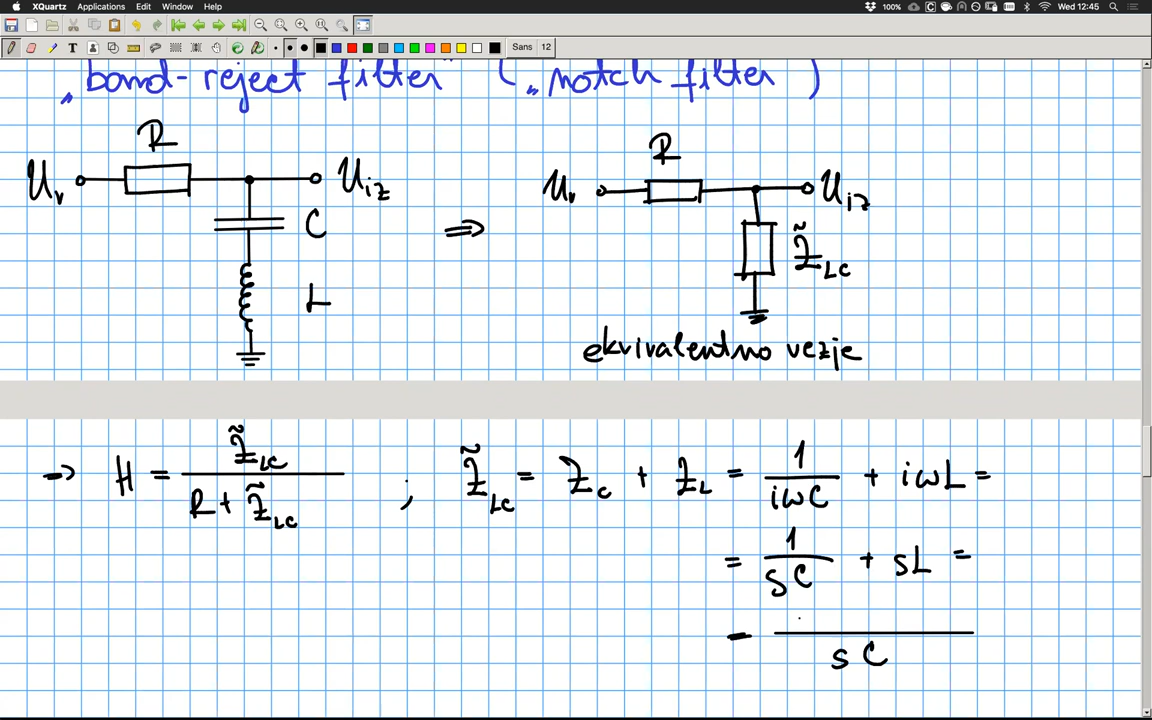 XQuartz Applications Edit Window Help 100% Wed 12:45
Sans 12
„band-reject filter" („notch filter )
R
U_v U_iz
C
L
⇒
R
U_v U_iz
Z̃_LC
ekvivalentno vezje
→ H = Z̃_LC / (R + Z̃_LC) ; Z̃_LC = Z_C + Z_L = 1/(iωC) + iωL =
= 1/(sC) + sL =
= /(sC)